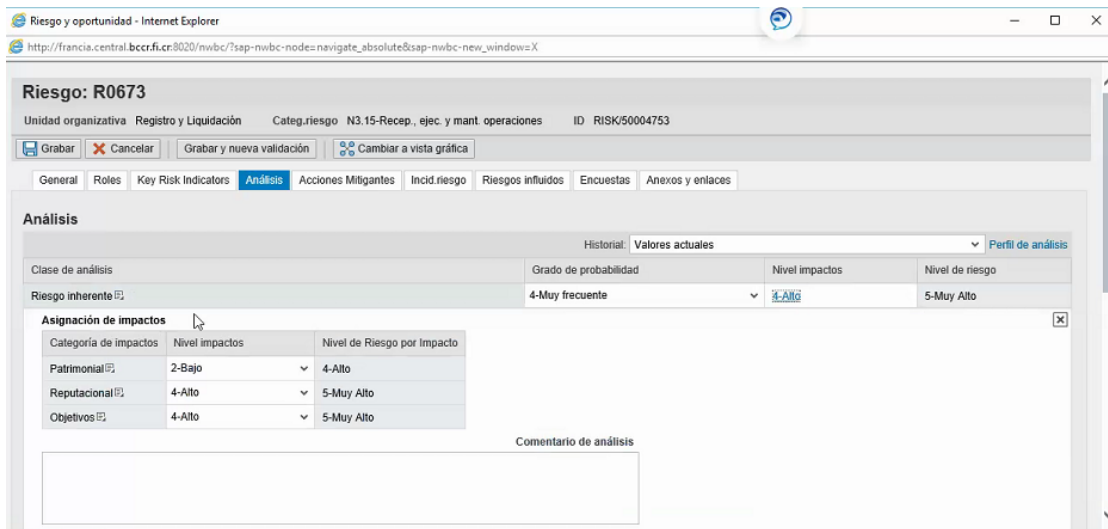 Riesgo y oportunidad - Internet Explorer
http://francia.central.bccr.fi.cr:8020/nwbc/?sap-nwbc-node=navigate_absolute&sap-nwbc-new_window=X
Riesgo: R0673
Unidad organizativa Registro y Liquidación Categ.riesgo N3.15-Recep., ejec. y mant. operaciones ID RISK/50004753
Grabar Cancelar Grabar y nueva validación Cambiar a vista gráfica
General Roles Key Risk Indicators Análisis Acciones Mitigantes Incid.riesgo Riesgos influidos Encuestas Anexos y enlaces
Análisis
Historial: Valores actuales Perfil de análisis
Clase de análisis Grado de probabilidad Nivel impactos Nivel de riesgo
Riesgo inherente 4-Muy frecuente 4-Alto 5-Muy Alto
Asignación de impactos
Categoría de impactos Nivel impactos Nivel de Riesgo por Impacto
Patrimonial 2-Bajo 4-Alto
Reputacional 4-Alto 5-Muy Alto
Objetivos 4-Alto 5-Muy Alto
Comentario de análisis